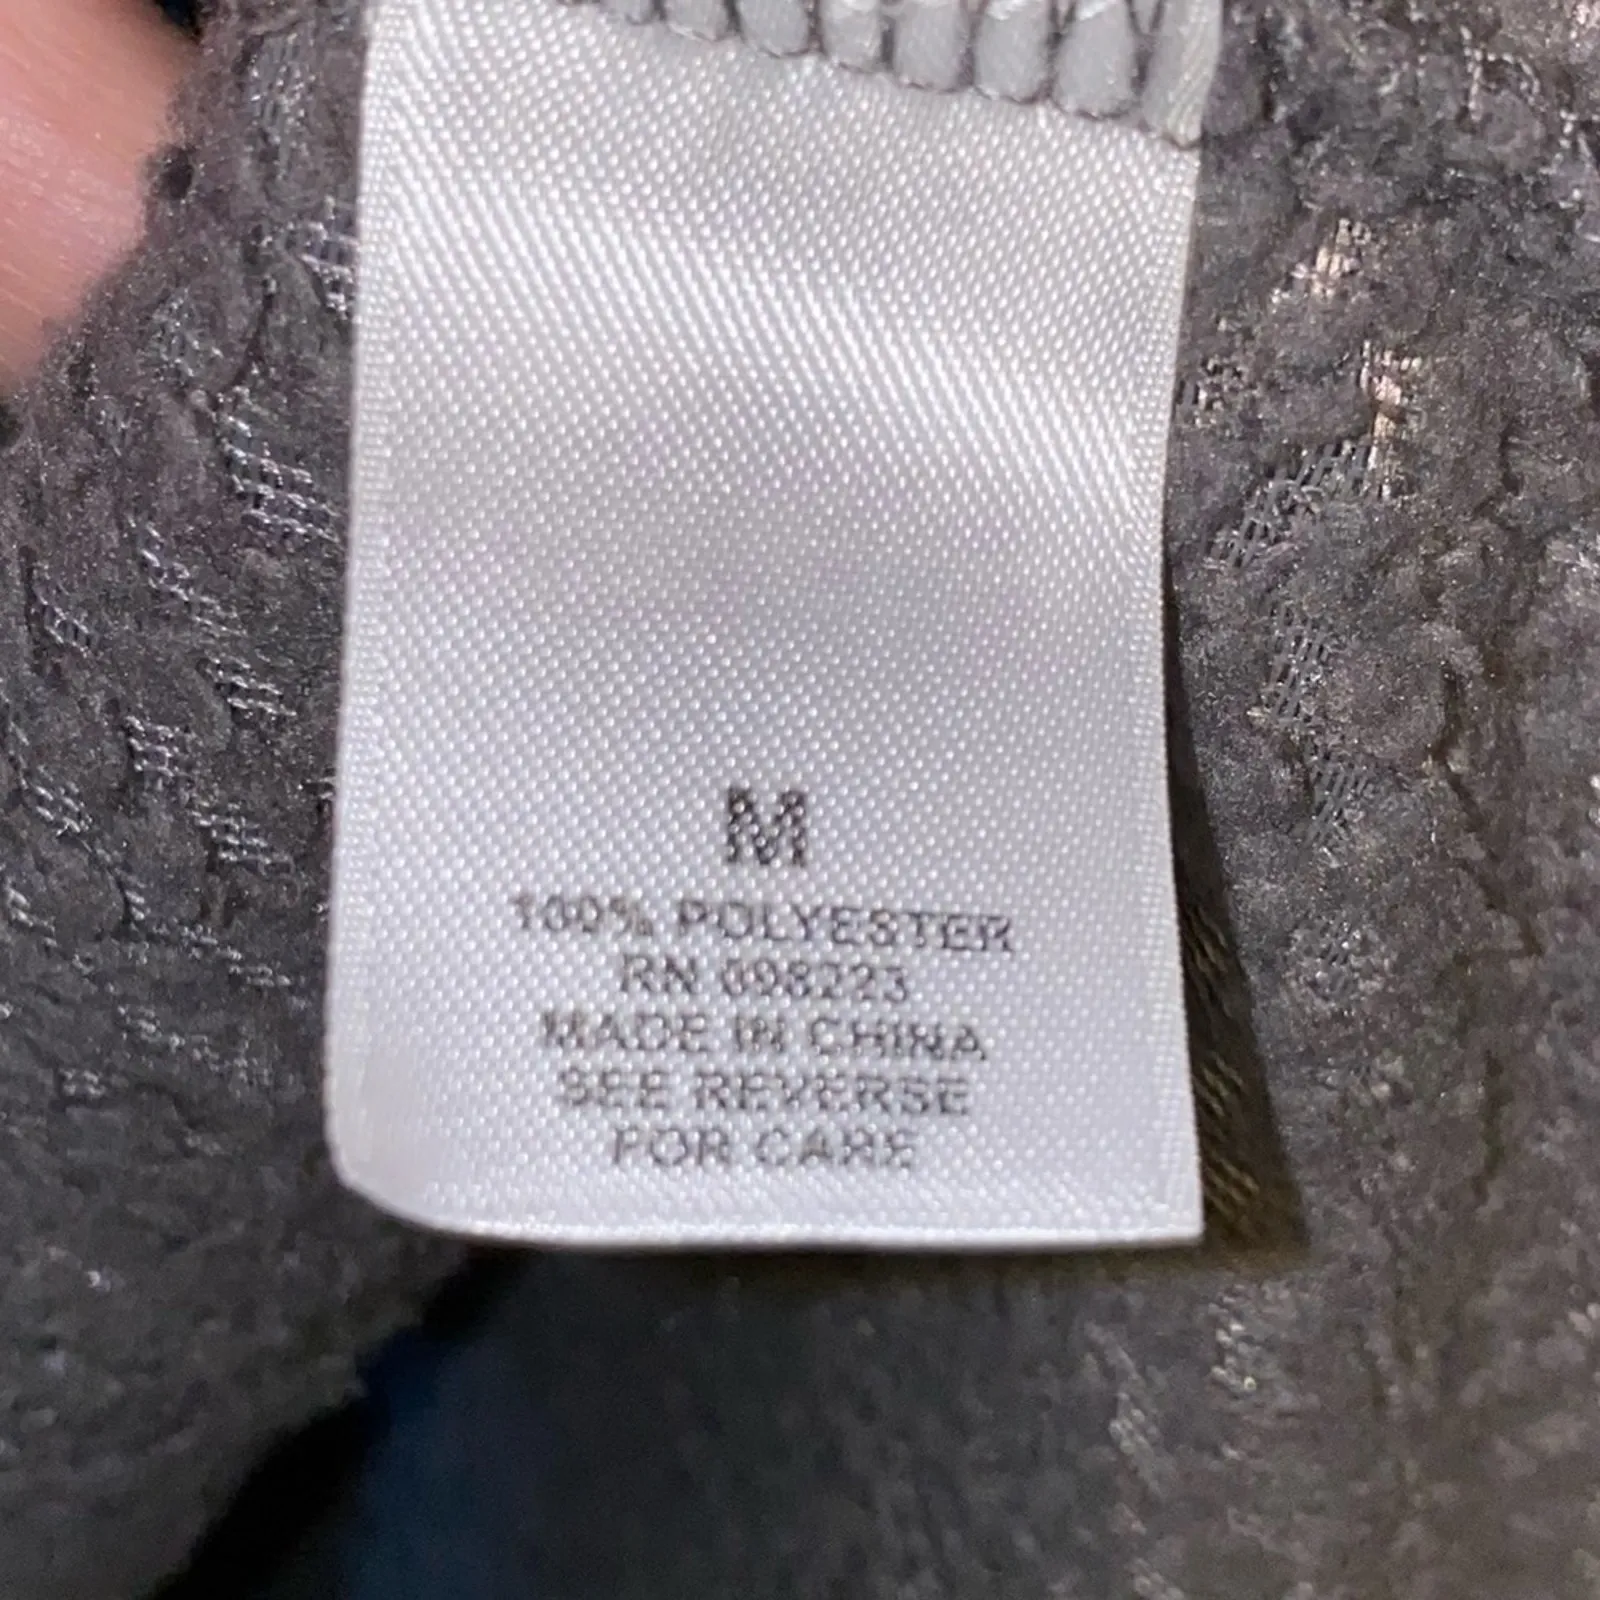 M
100% POLYESTER
RN 098223
MADE IN CHINA
SEE REVERSE
FOR CARE